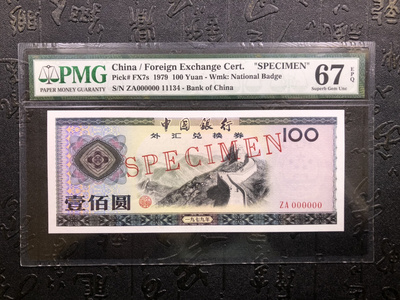 PMG
PAPER MONEY GUARANTY
China / Foreign Exchange Cert. "SPECIMEN"
Pick# FX7s 1979 100 Yuan - Wmk: National Badge
S/N ZA000000 11134 - Bank of China
67 EPQ
Superb Gem Unc
中国银行
外汇兑换券
100
SPECIMEN
壹佰圆
一九七九年
ZA 000000